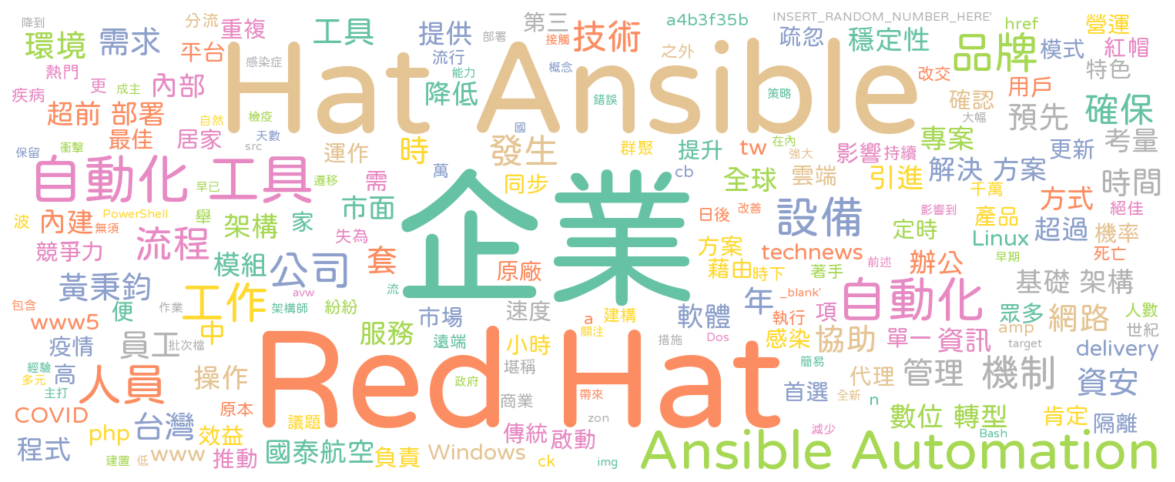 降到 分流 重複 工具 提供 部署 第三 接觸 技術 a4b3f35b INSERT_RANDOM_NUMBER_HERE' href 營運
環境 需求 平台 感染症 流行 概念 之外 疏忽 穩定性 品牌 模式 紅帽
Hat Ansible
熱門 更 成主 內部 能力 降低 錯誤 策略 改交 用戶 特色
疾病 超前 部署 自然 檢疫 確認 大幅 預先 確保
衝擊 最佳 居家 天數 src 運作 時 發生 國 群聚 提升 tw 在內 強大 影響 持續 專案 更新 考量
保留 自動化 工具 早已 遷移 需 萬 同步 cb 全球 雲端 引進 解決 方案 千萬 時間
波 內建 PowerShell 無須 舉 架構 家 市面 企業 日後 改善 設備 影響到 定時 產品 方式 絕佳
競爭力 流程 失為 方案 時下 technews 前述 Linux 超過 機率
模組 公司 套 原廠 藉由 著手 辦公 早期 死亡
黃秉鈞 avw 流 _blank' 自動化 基礎 架構
包含 便 工作 作業 架構師 紛紛 速度 a 建構 軟體 年 執行 項 眾多 人數
www5 中 服務 市場 關注 Dos 感染 協助 單一 資訊 amp 網路 世紀
疫情 員工 批次檔 遠端 小時 措施 target delivery
經驗 多元 高 人員 操作 Red Hat 堪稱 簡易 代理 管理 機制 資安
主打 政府 商業 帶來 首選 全新 n
COVID 原本 議題 zon 減少 數位 轉型 肯定 隔離
程式 php 台灣 效益 傳統 啟動 Bash
建置 低 www 推動 國泰航空 負責 Windows ck img Ansible Automation